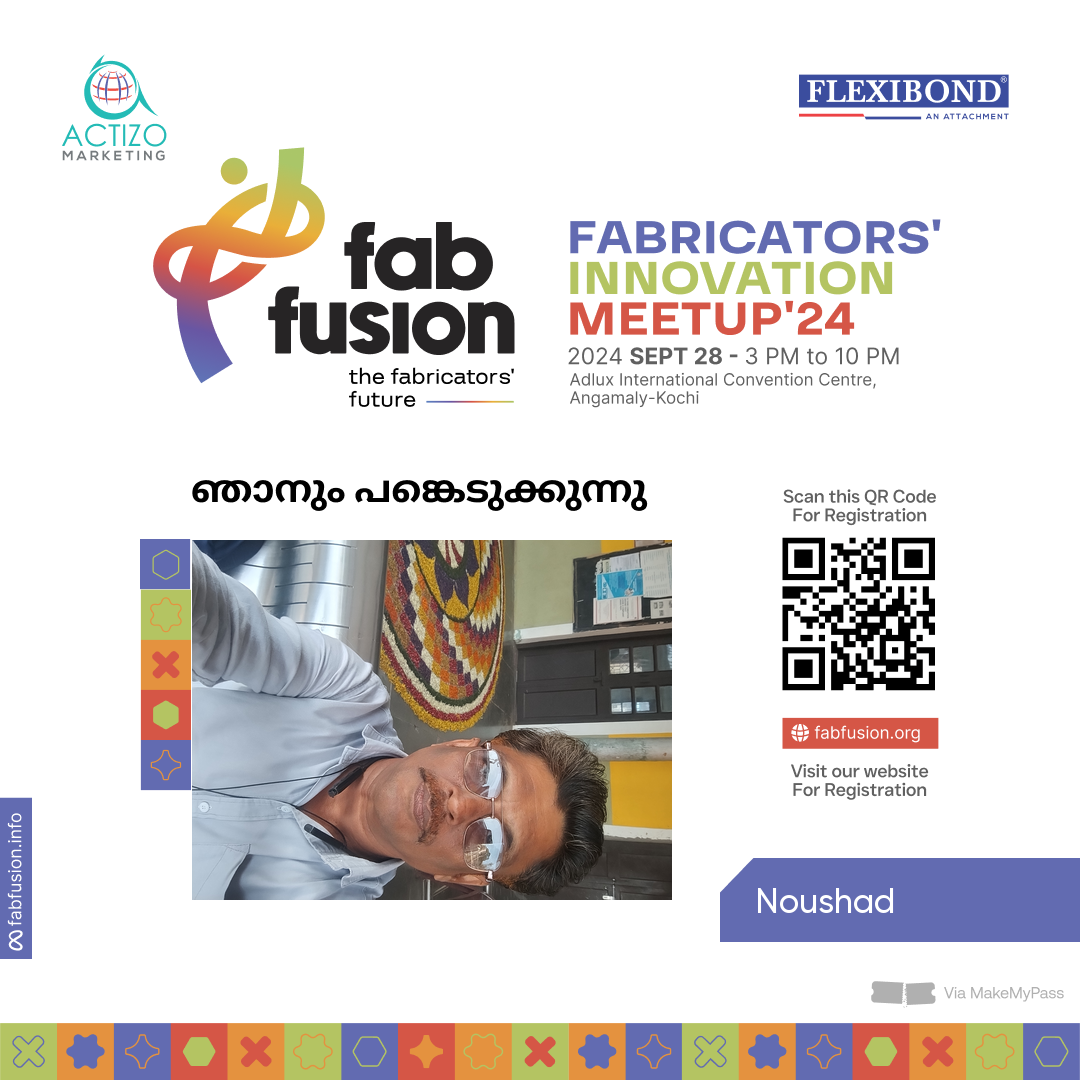 ACTIZO
MARKETING
FLEXIBOND®
AN ATTACHMENT
fab
fusion
the fabricators'
future
FABRICATORS'
INNOVATION
MEETUP'24
2024 SEPT 28 - 3 PM to 10 PM
Adlux International Convention Centre,
Angamaly-Kochi
ഞാനും പങ്കെടുക്കുന്നു
Scan this QR Code
For Registration
fabfusion.org
Visit our website
For Registration
fabfusion.info
Noushad
Via MakeMyPass